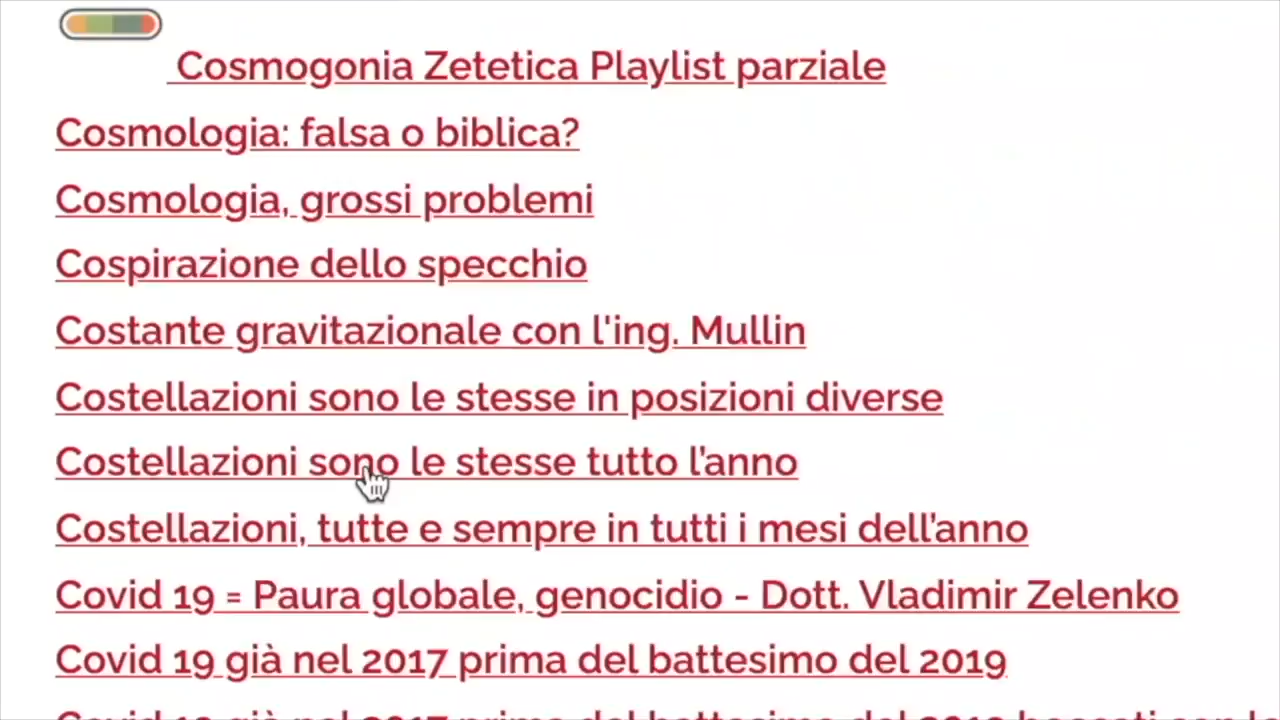 Cosmogonia Zetetica Playlist parziale
Cosmologia: falsa o biblica?
Cosmologia, grossi problemi
Cospirazione dello specchio
Costante gravitazionale con l'ing. Mullin
Costellazioni sono le stesse in posizioni diverse
Costellazioni sono le stesse tutto l’anno
Costellazioni, tutte e sempre in tutti i mesi dell’anno
Covid 19 = Paura globale, genocidio - Dott. Vladimir Zelenko
Covid 19 già nel 2017 prima del battesimo del 2019